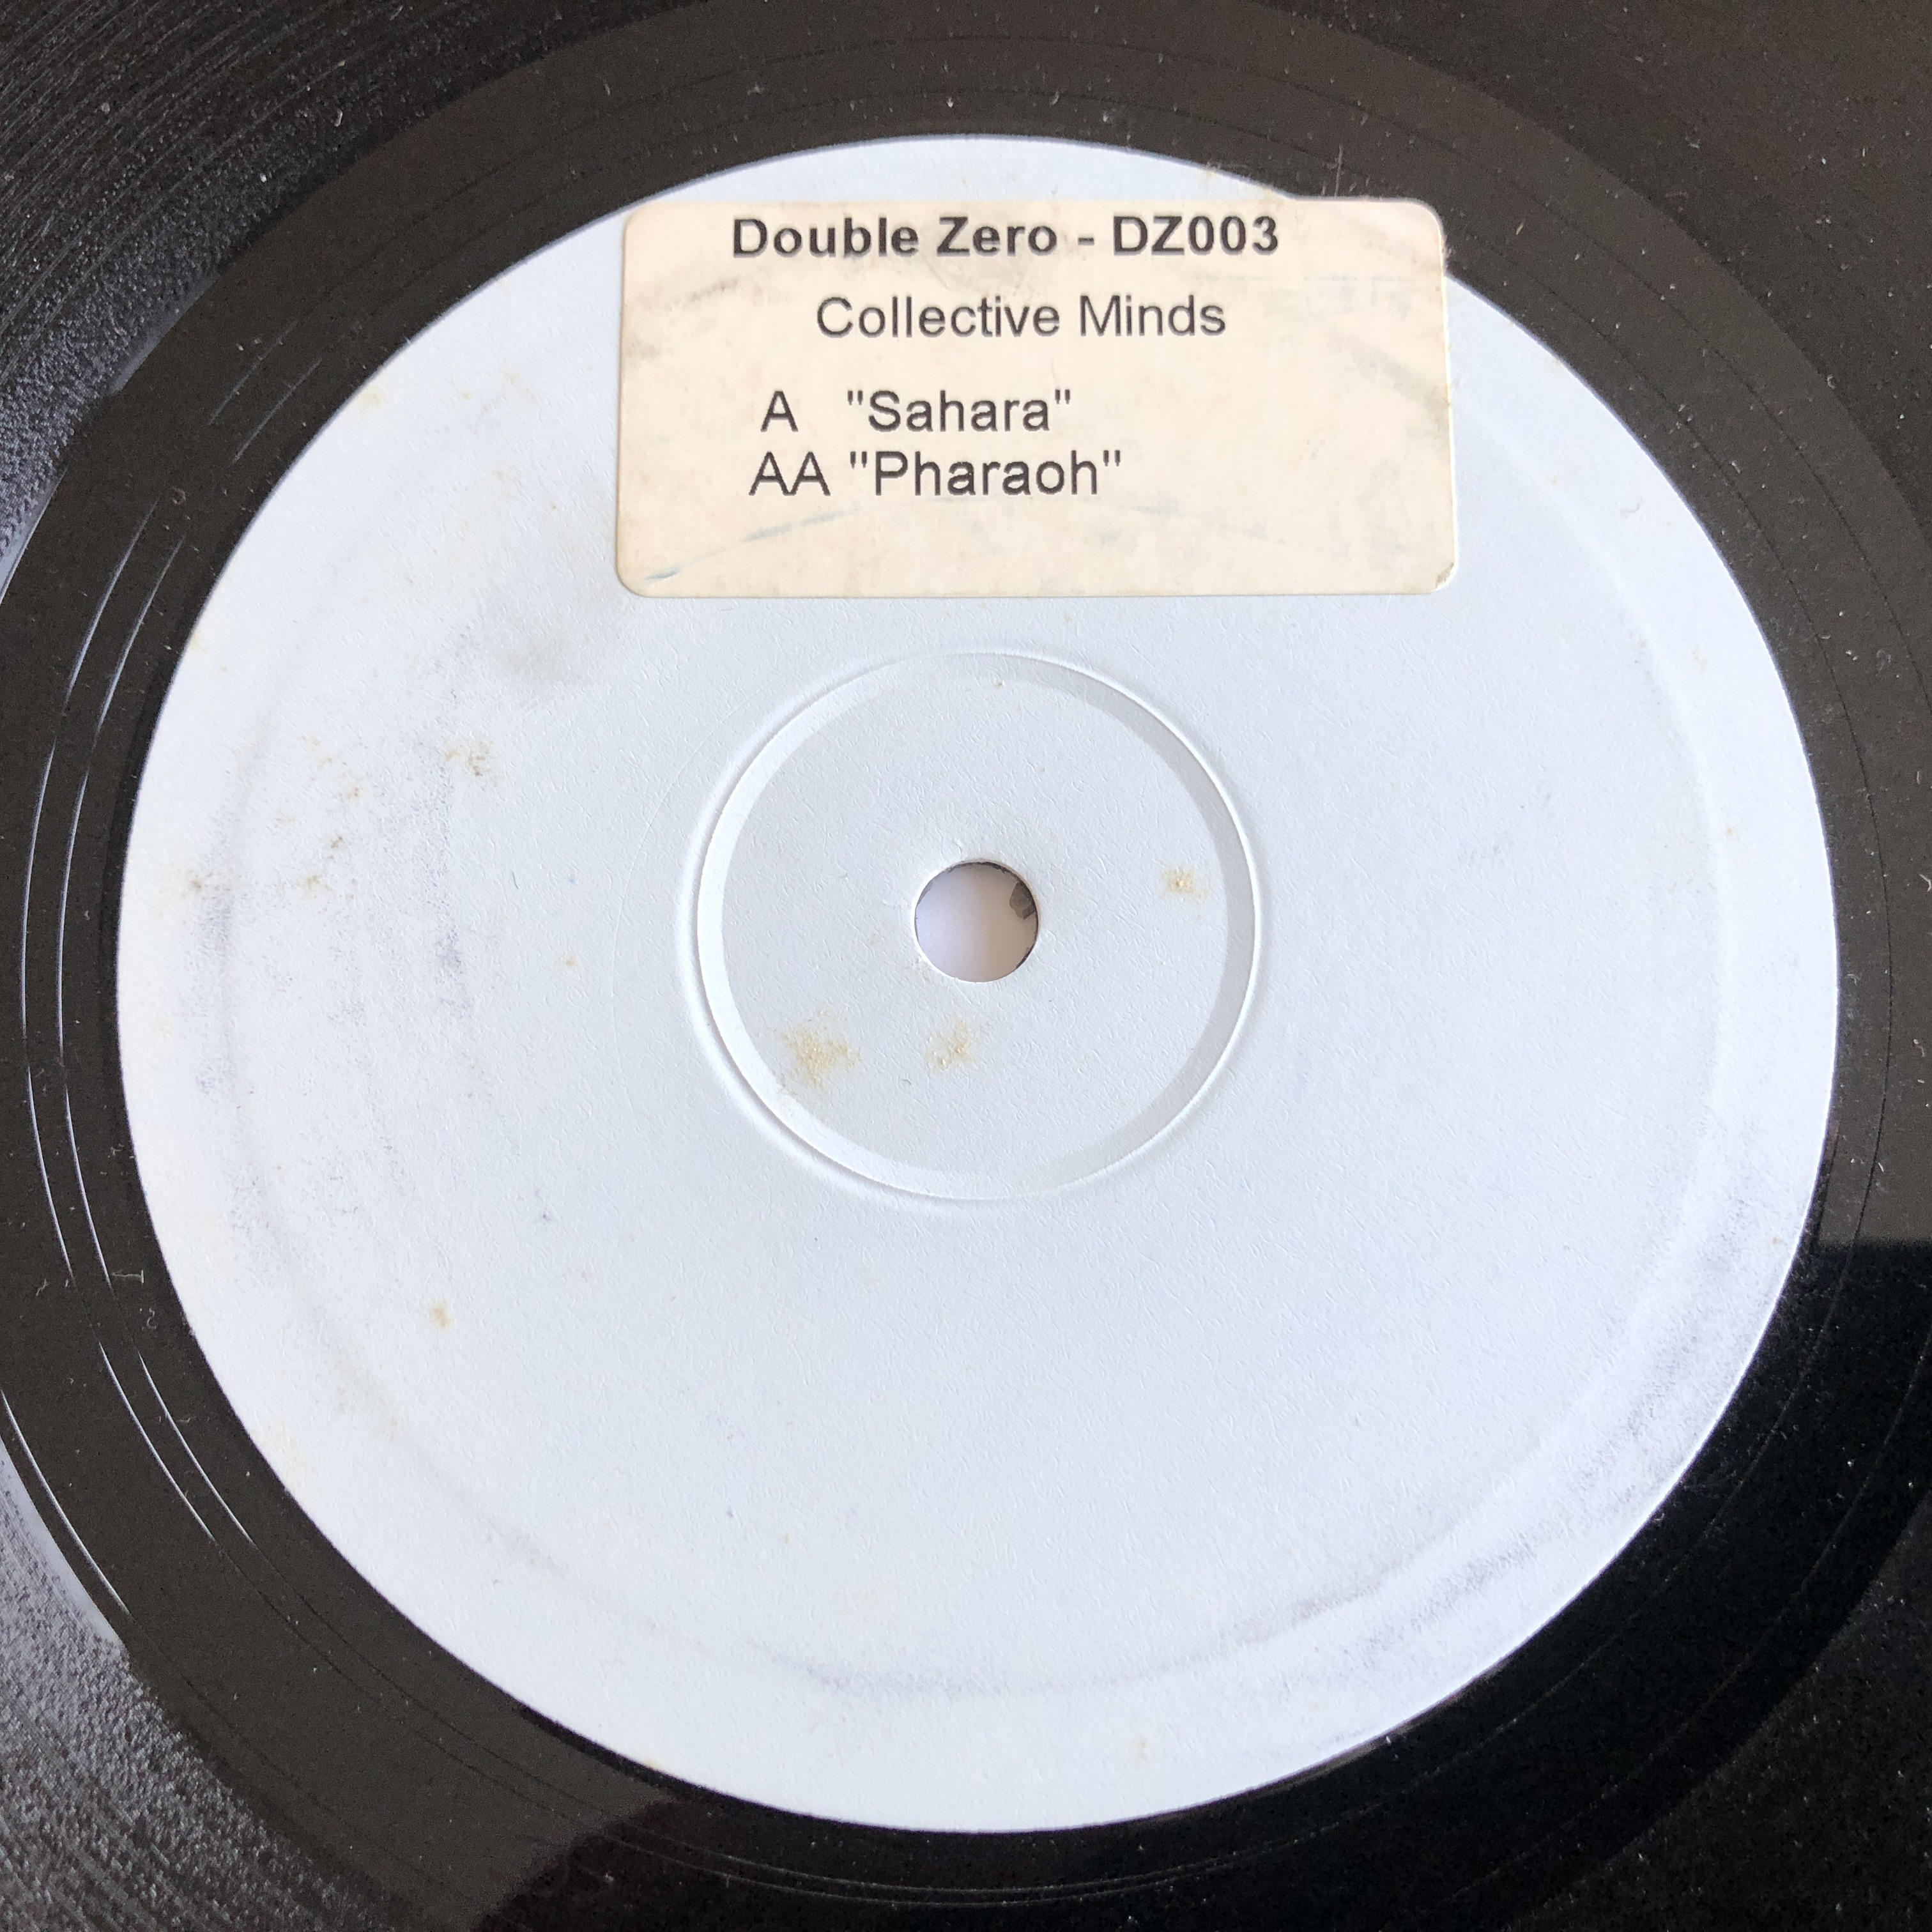 Double Zero - DZ003
Collective Minds
A "Sahara"
AA "Pharaoh"